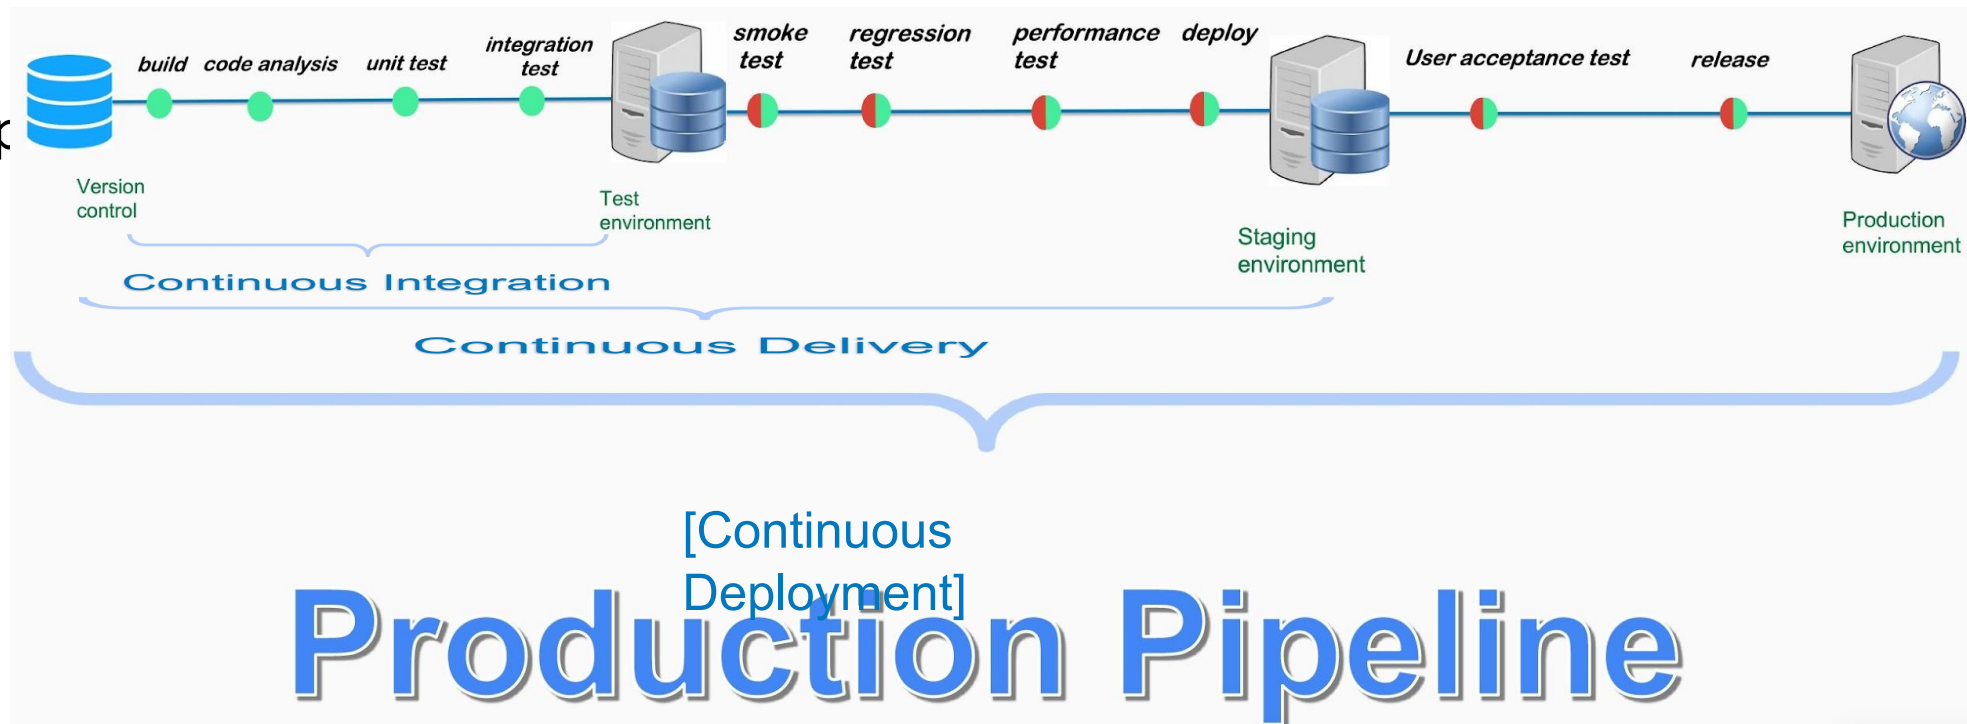 build
code analysis
unit test
integration
test
smoke
test
regression
test
performance
test
deploy
User acceptance test
release
p
Version
control
Test
environment
Staging
environment
Production
environment
Continuous Integration
Continuous Delivery
[Continuous
Deployment]
Production Pipeline